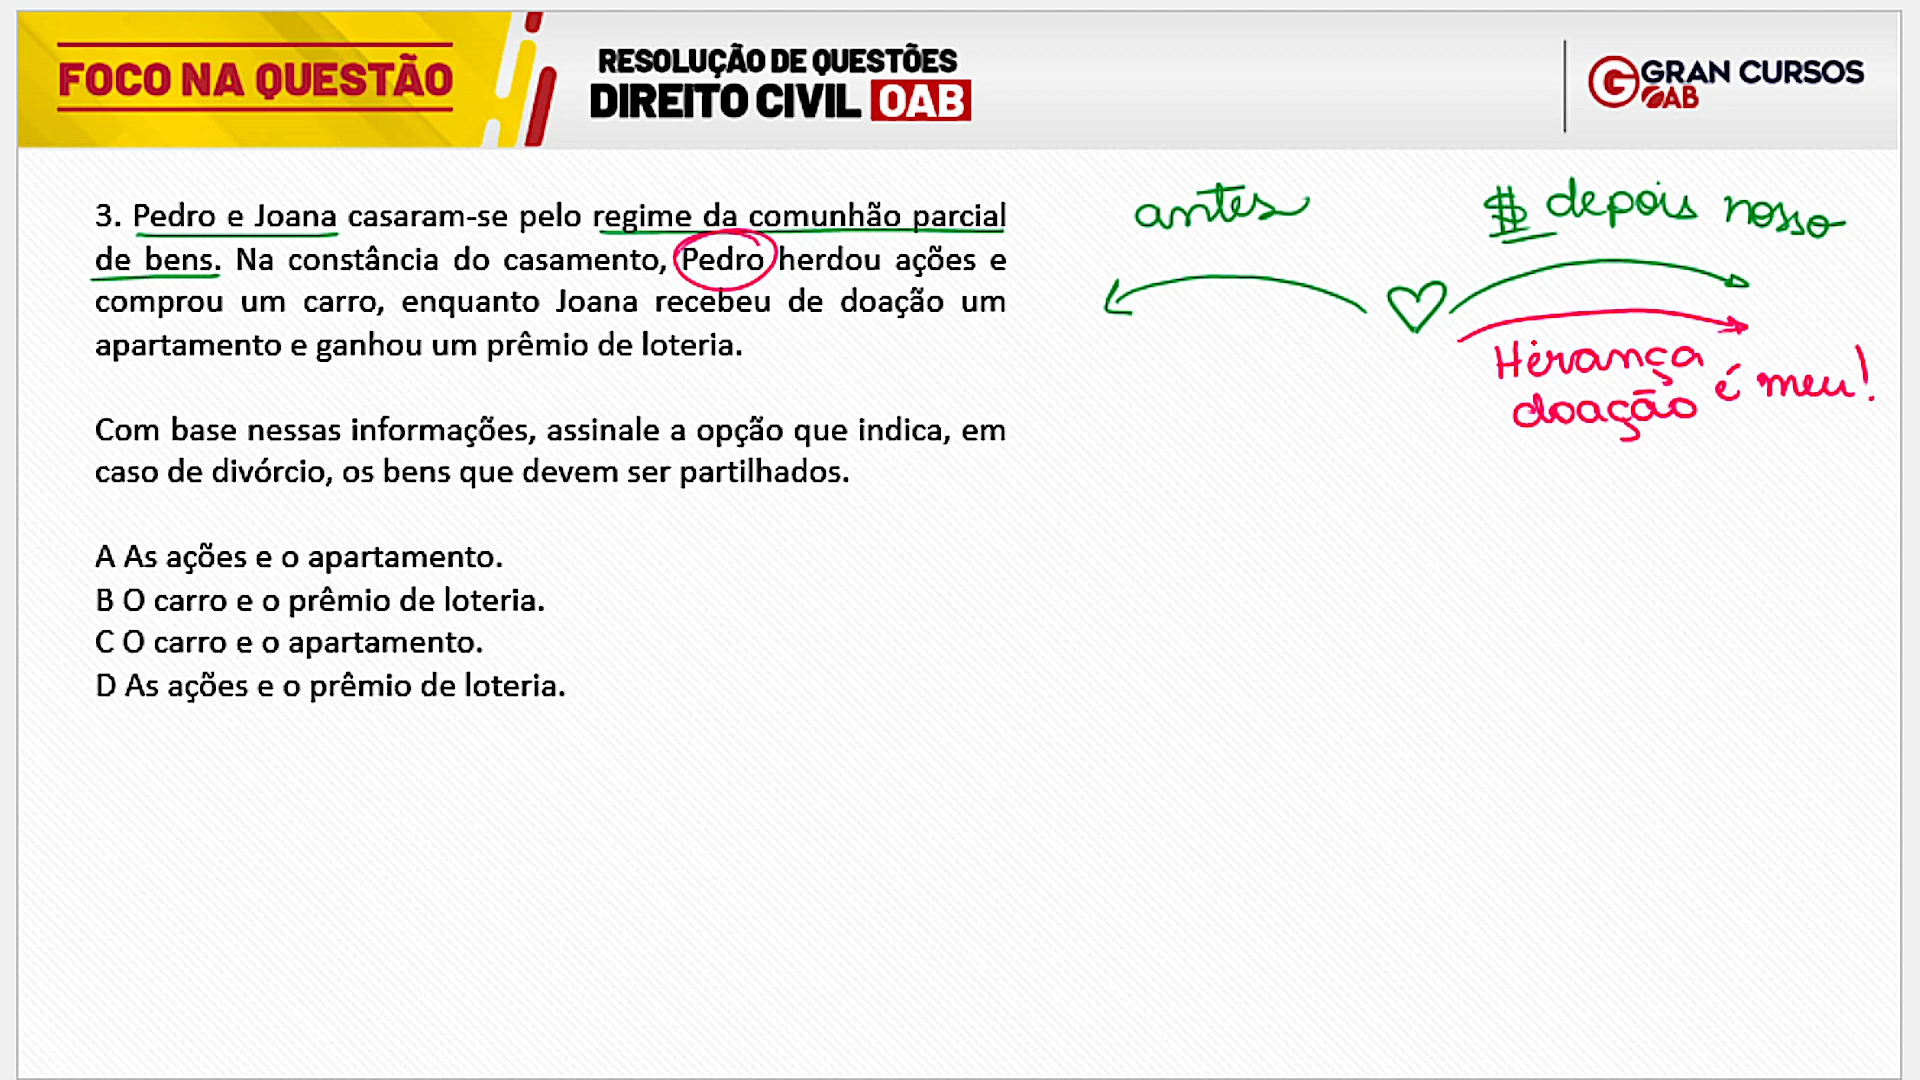 FOCO NA QUESTÃO
RESOLUÇÃO DE QUESTÕES
DIREITO CIVIL OAB
GRAN CURSOS
OAB
3. Pedro e Joana casaram-se pelo regime da comunhão parcial
de bens. Na constância do casamento, Pedro herdou ações e
comprou um carro, enquanto Joana recebeu de doação um
apartamento e ganhou um prêmio de loteria.
Com base nessas informações, assinale a opção que indica, em
caso de divórcio, os bens que devem ser partilhados.
A As ações e o apartamento.
B O carro e o prêmio de loteria.
C O carro e o apartamento.
D As ações e o prêmio de loteria.
antes
$ depois nosso
Herança
doação é meu!